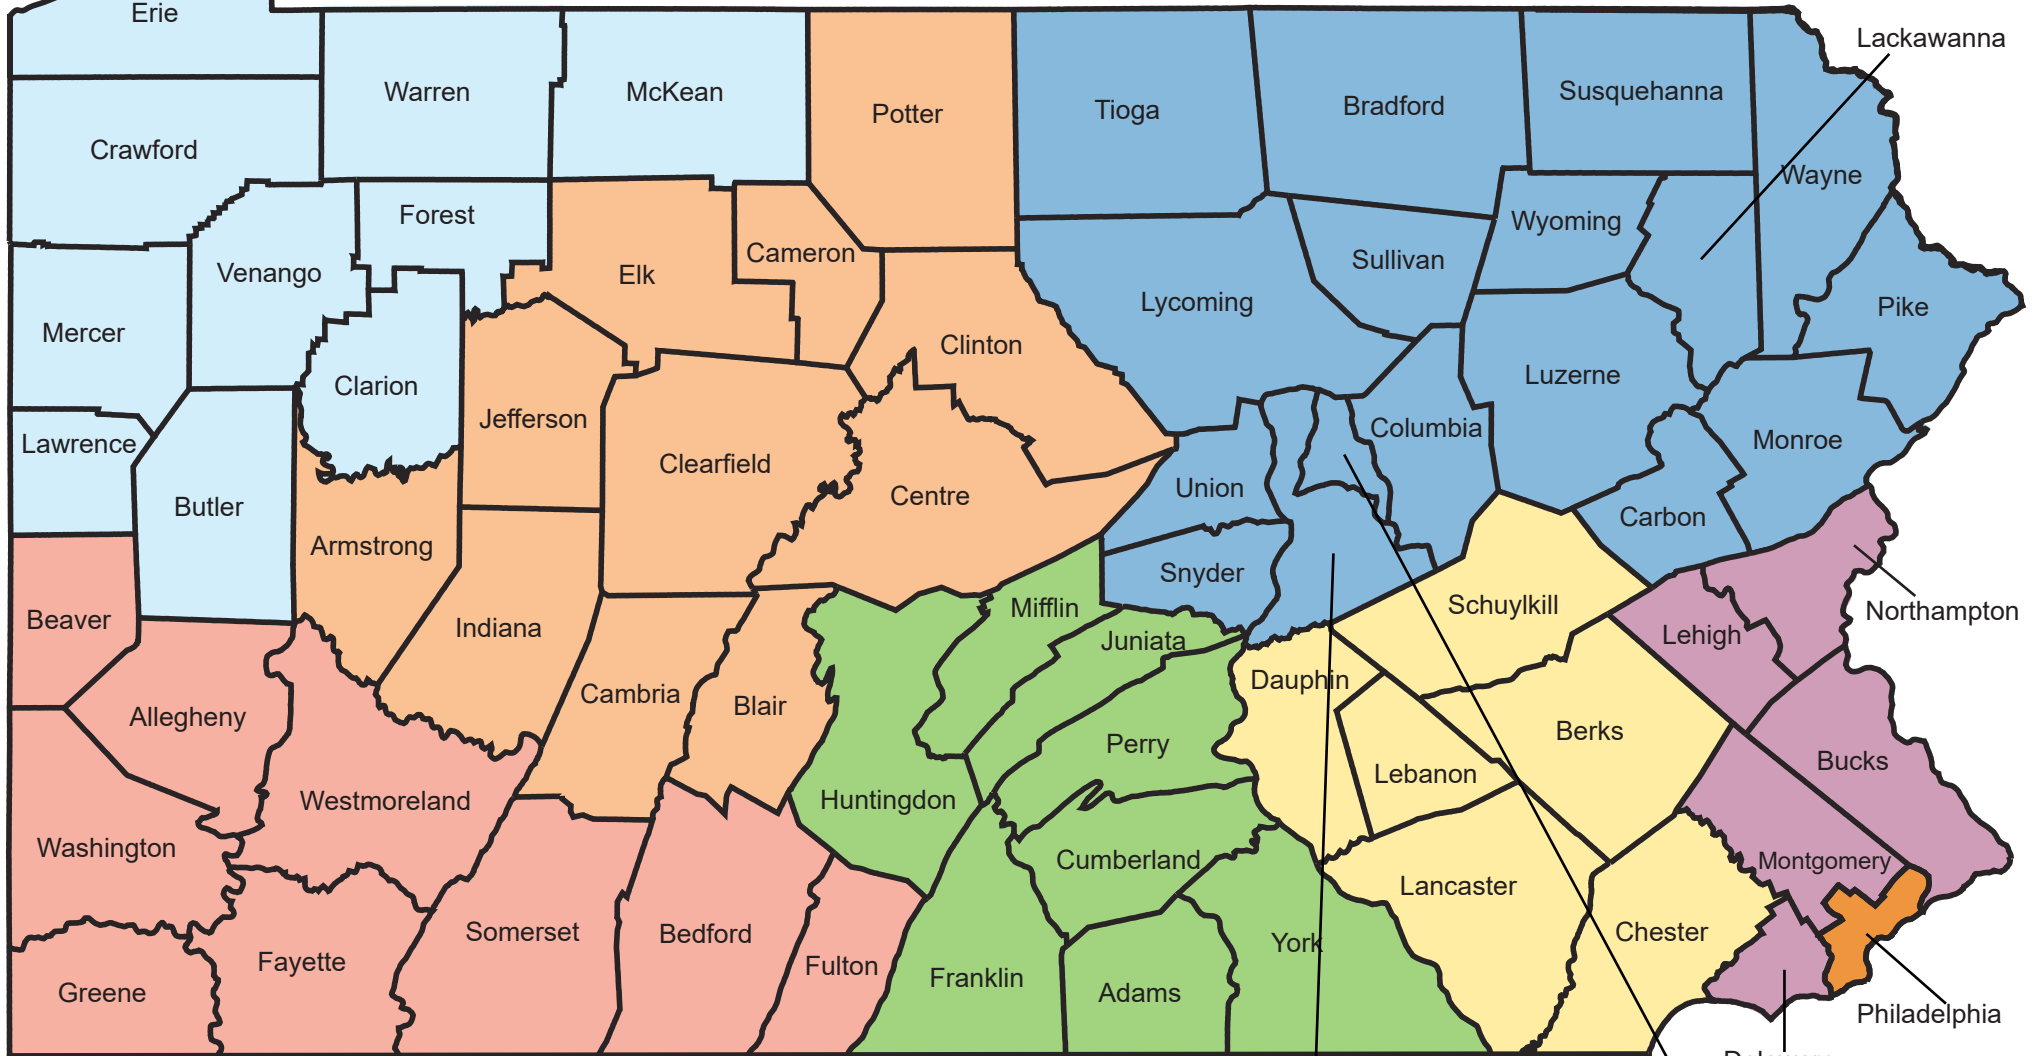 Erie
Lackawanna
Warren
McKean
Potter
Tioga
Bradford
Susquehanna
Crawford
Wayne
Forest
Wyoming
Venango
Elk
Cameron
Sullivan
Lycoming
Pike
Mercer
Clinton
Clarion
Luzerne
Jefferson
Columbia
Monroe
Lawrence
Clearfield
Centre
Union
Butler
Carbon
Armstrong
Snyder
Mifflin
Schuylkill
Northampton
Beaver
Indiana
Juniata
Lehigh
Cambria
Dauphin
Blair
Allegheny
Berks
Perry
Bucks
Lebanon
Westmoreland
Huntingdon
Washington
Cumberland
Montgomery
Lancaster
Somerset
Bedford
Chester
York
Fayette
Fulton
Franklin
Greene
Adams
Philadelphia